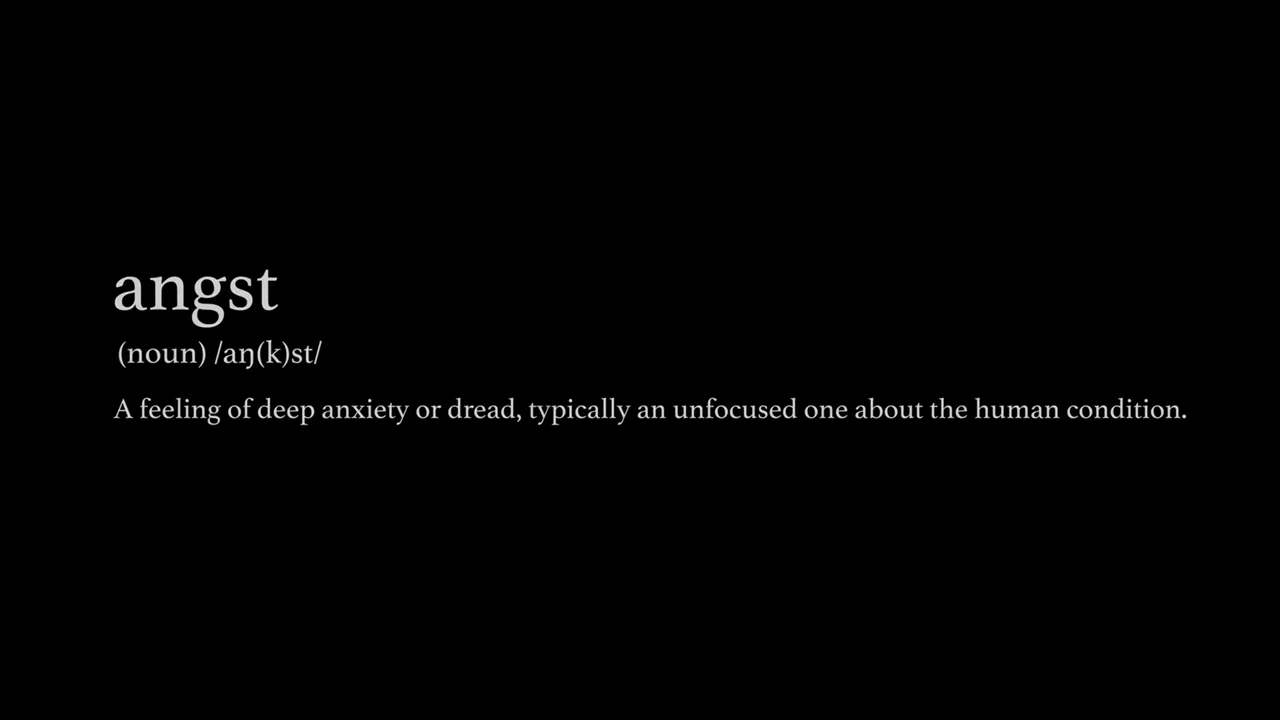 angst
(noun) /aŋ(k)st/
A feeling of deep anxiety or dread, typically an unfocused one about the human condition.